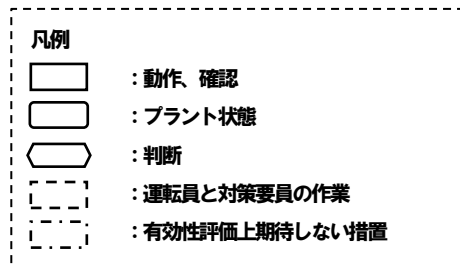 凡例
：動作、確認
：プラント状態
：判断
：運転員と対策要員の作業
：有効性評価上期待しない措置